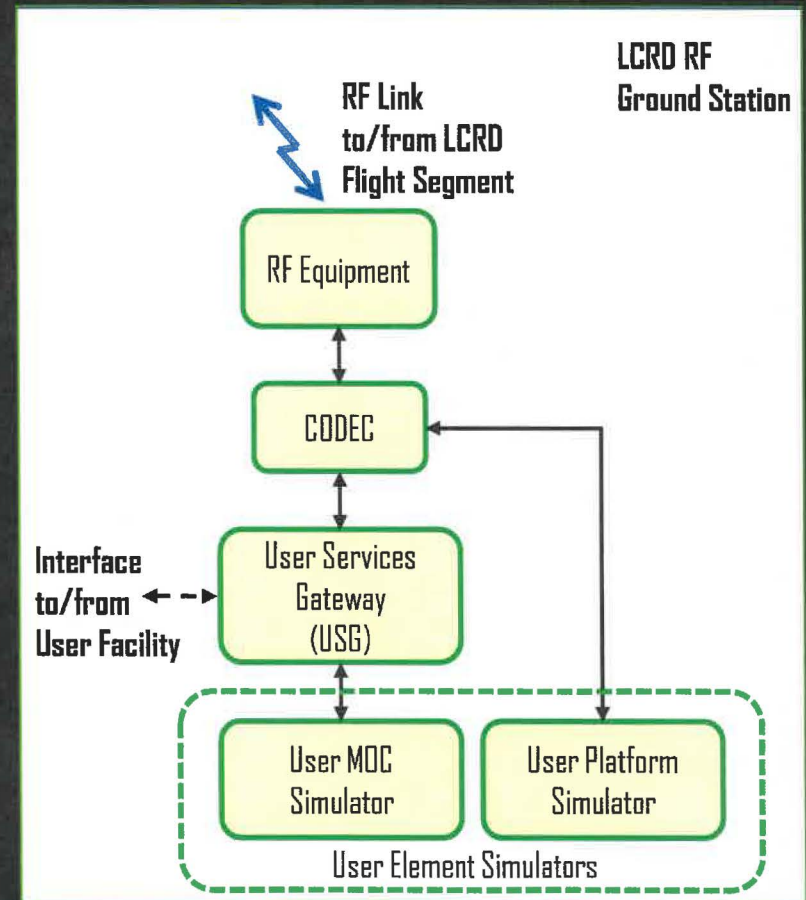 LCRD RF
Ground Station
RF Link
to/from LCRD
Flight Segment
RF Equipment
CODEC
User Services
Gateway
(USG)
Interface
to/from
User Facility
User MOC
Simulator
User Platform
Simulator
User Element Simulators